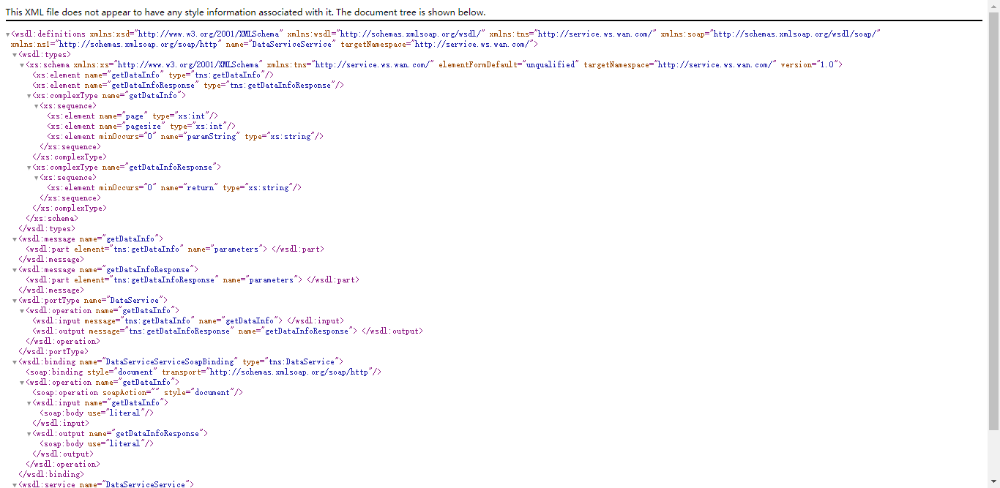 This XML file does not appear to have any style information associated with it. The document tree is shown below.
▼<wsdl:definitions xmlns:xsd="http://www.w3.org/2001/XMLSchema" xmlns:wsdl="http://schemas.xmlsoap.org/wsdl/" xmlns:tns="http://service.ws.wan.com/" xmlns:soap="http://schemas.xmlsoap.org/wsdl/soap/"
xmlns:ns1="http://schemas.xmlsoap.org/soap/http" name="DataServiceService" targetNamespace="http://service.ws.wan.com/">
▼<wsdl:types>
▼<xs:schema xmlns:xs="http://www.w3.org/2001/XMLSchema" xmlns:tns="http://service.ws.wan.com/" elementFormDefault="unqualified" targetNamespace="http://service.ws.wan.com/" version="1.0">
<xs:element name="getDataInfo" type="tns:getDataInfo"/>
<xs:element name="getDataInfoResponse" type="tns:getDataInfoResponse"/>
▼<xs:complexType name="getDataInfo">
▼<xs:sequence>
<xs:element name="page" type="xs:int"/>
<xs:element name="pagesize" type="xs:int"/>
<xs:element minOccurs="0" name="paramString" type="xs:string"/>
</xs:sequence>
</xs:complexType>
▼<xs:complexType name="getDataInfoResponse">
▼<xs:sequence>
<xs:element minOccurs="0" name="return" type="xs:string"/>
</xs:sequence>
</xs:complexType>
</xs:schema>
</wsdl:types>
▼<wsdl:message name="getDataInfo">
<wsdl:part element="tns:getDataInfo" name="parameters"> </wsdl:part>
</wsdl:message>
▼<wsdl:message name="getDataInfoResponse">
<wsdl:part element="tns:getDataInfoResponse" name="parameters"> </wsdl:part>
</wsdl:message>
▼<wsdl:portType name="DataService">
▼<wsdl:operation name="getDataInfo">
<wsdl:input message="tns:getDataInfo" name="getDataInfo"> </wsdl:input>
<wsdl:output message="tns:getDataInfoResponse" name="getDataInfoResponse"> </wsdl:output>
</wsdl:operation>
</wsdl:portType>
▼<wsdl:binding name="DataServiceServiceSoapBinding" type="tns:DataService">
<soap:binding style="document" transport="http://schemas.xmlsoap.org/soap/http"/>
▼<wsdl:operation name="getDataInfo">
<soap:operation soapAction="" style="document"/>
▼<wsdl:input name="getDataInfo">
<soap:body use="literal"/>
</wsdl:input>
▼<wsdl:output name="getDataInfoResponse">
<soap:body use="literal"/>
</wsdl:output>
</wsdl:operation>
</wsdl:binding>
▼<wsdl:service name="DataServiceService">